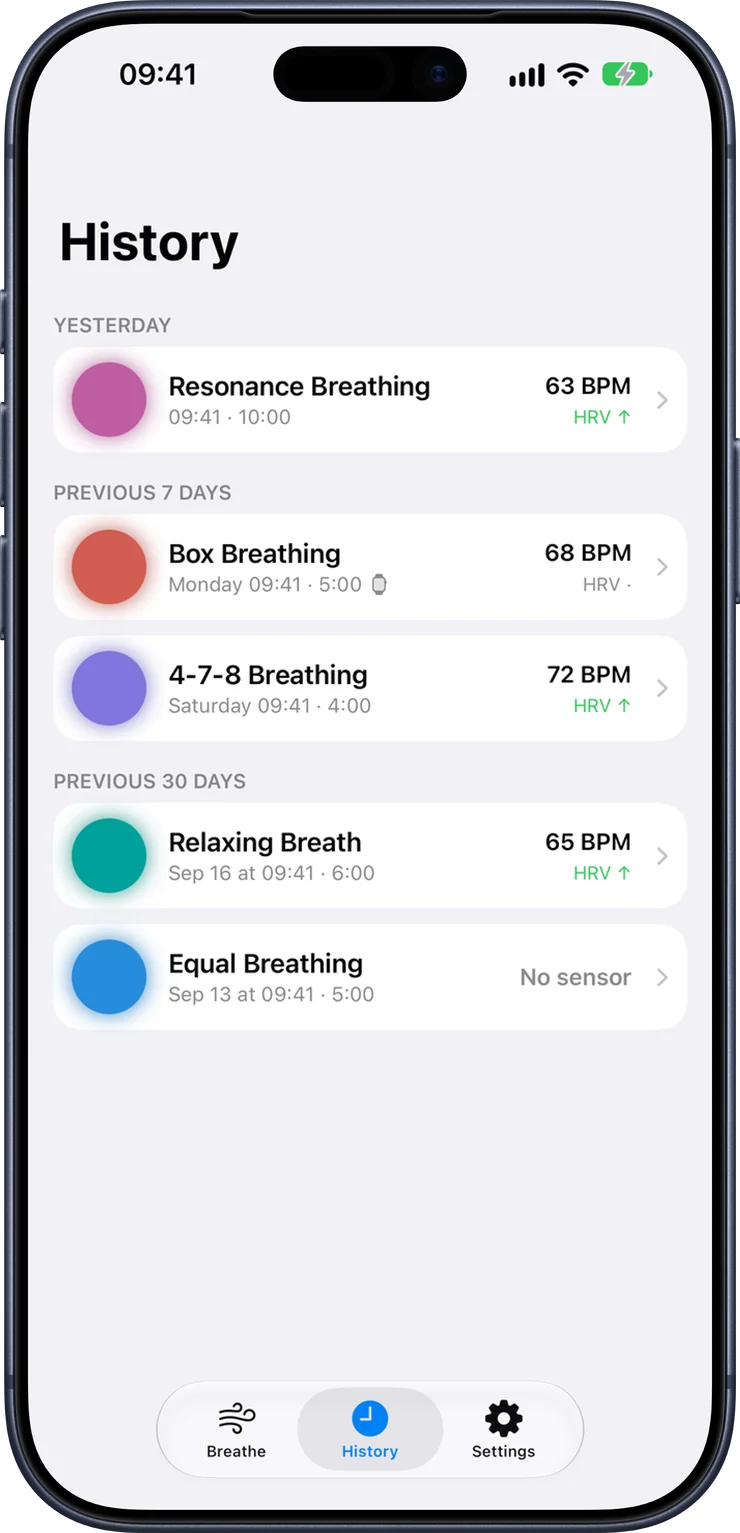 09:41
History
YESTERDAY
Resonance Breathing
63 BPM
09:41 · 10:00
HRV ↑
PREVIOUS 7 DAYS
Box Breathing
68 BPM
Monday 09:41 · 5:00
HRV ·
4-7-8 Breathing
72 BPM
Saturday 09:41 · 4:00
HRV ↑
PREVIOUS 30 DAYS
Relaxing Breath
65 BPM
Sep 16 at 09:41 · 6:00
HRV ↑
Equal Breathing
No sensor
Sep 13 at 09:41 · 5:00
Breathe
History
Settings